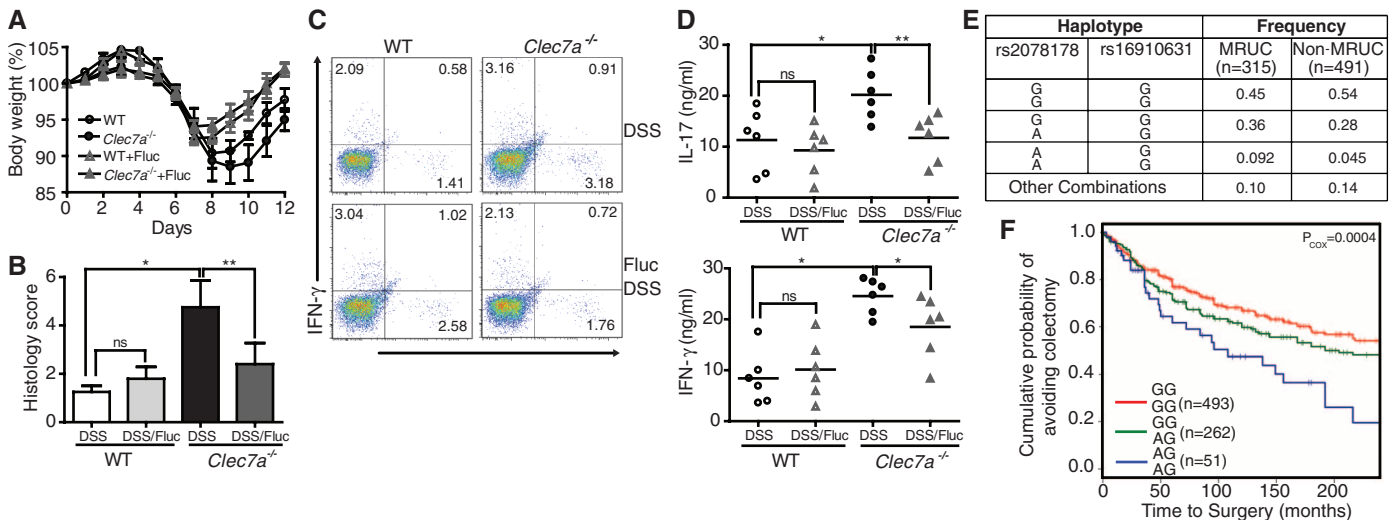 A
Body weight (%)
105
100
95
90
85
WT
Clec7a-/-
WT+Fluc
Clec7a-/-+Fluc
0 2 4 6 8 10 12
Days
B
Histology score
6
4
2
0
ns
*
**
DSS DSS/Fluc DSS DSS/Fluc
WT Clec7a-/-
C
WT Clec7a-/-
2.09 0.58
1.41
3.16 0.91
3.18
DSS
3.04 1.02
2.58
2.13 0.72
1.76
Fluc
DSS
IFN-γ
D
IL-17 (ng/ml)
30
20
10
0
ns
*
**
DSS DSS/Fluc DSS DSS/Fluc
WT Clec7a-/-
IFN-γ (ng/ml)
30
20
10
0
ns
*
*
DSS DSS/Fluc DSS DSS/Fluc
WT Clec7a-/-
E
Haplotype Frequency
rs2078178 rs16910631 MRUC (n=315) Non-MRUC (n=491)
G G
G G
0.45 0.54
G G
A G
0.36 0.28
A G
A G
0.092 0.045
Other Combinations 0.10 0.14
F
PCOX=0.0004
Cumulative probability of
avoiding colectomy
1.0
0.8
0.6
0.4
0.2
0.0
GG
GG (n=493)
GG
AG (n=262)
AG
AG (n=51)
0 50 100 150 200
Time to Surgery (months)